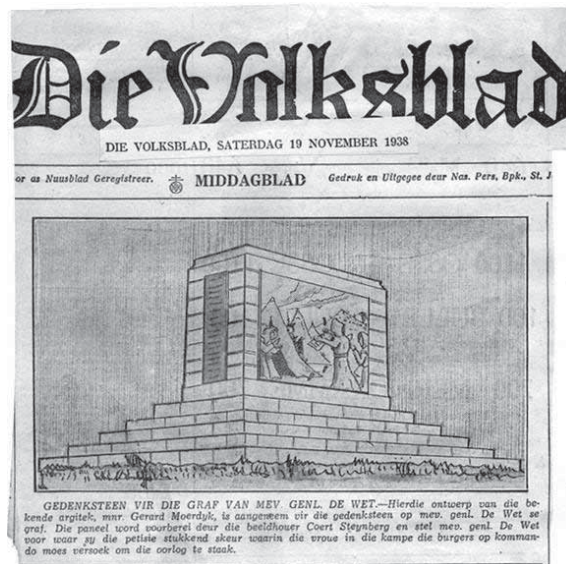 Die Volksblad
DIE VOLKSBLAD, SATERDAG 19 NOVEMBER 1938
or as Nuusblad Geregistreer. MIDDAGBLAD Gedruk en Uitgegee deur Nas. Pers, Bpk., St. J
GEDENKSTEEN VIR DIE GRAF VAN MEV. GENL. DE WET.—Hierdie ontwerp van die be-
kende argitek, mnr. Gerard Moerdyk, is aangeneem vir die gedenksteen op mev. genl. De Wet se
graf. Die paneel word voorberei deur die beeldhouer Coert Steynberg en stel mev. genl. De Wet
voor waar sy die petisie stukkend skeur waarin die vroue in die kampe die burgers op komman-
do moes versoek om die oorlog te staak.